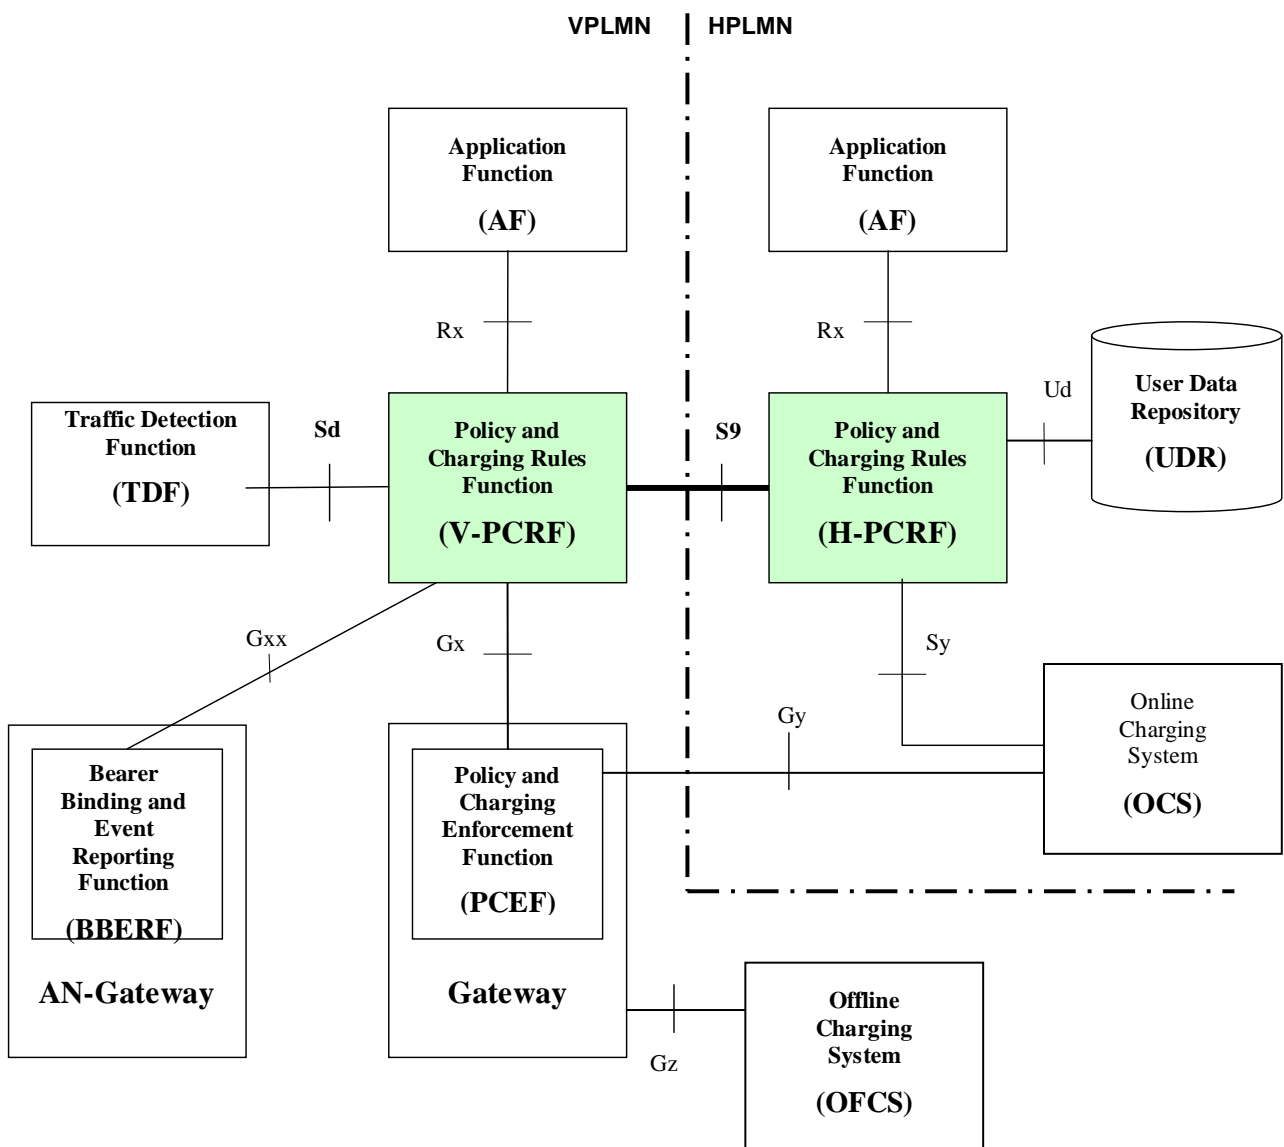 VPLMN
HPLMN
Application
Function
(AF)
Application
Function
(AF)
Rx
Rx
Traffic Detection
Function
(TDF)
Sd
Policy and
Charging Rules
Function
(V-PCRF)
S9
Policy and
Charging Rules
Function
(H-PCRF)
Ud
User Data
Repository
(UDR)
Gxx
Gx
Sy
Gy
Online
Charging
System
(OCS)
Bearer
Binding and
Event
Reporting
Function
(BBERF)
AN-Gateway
Policy and
Charging
Enforcement
Function
(PCEF)
Gateway
Gz
Offline
Charging
System
(OFCS)